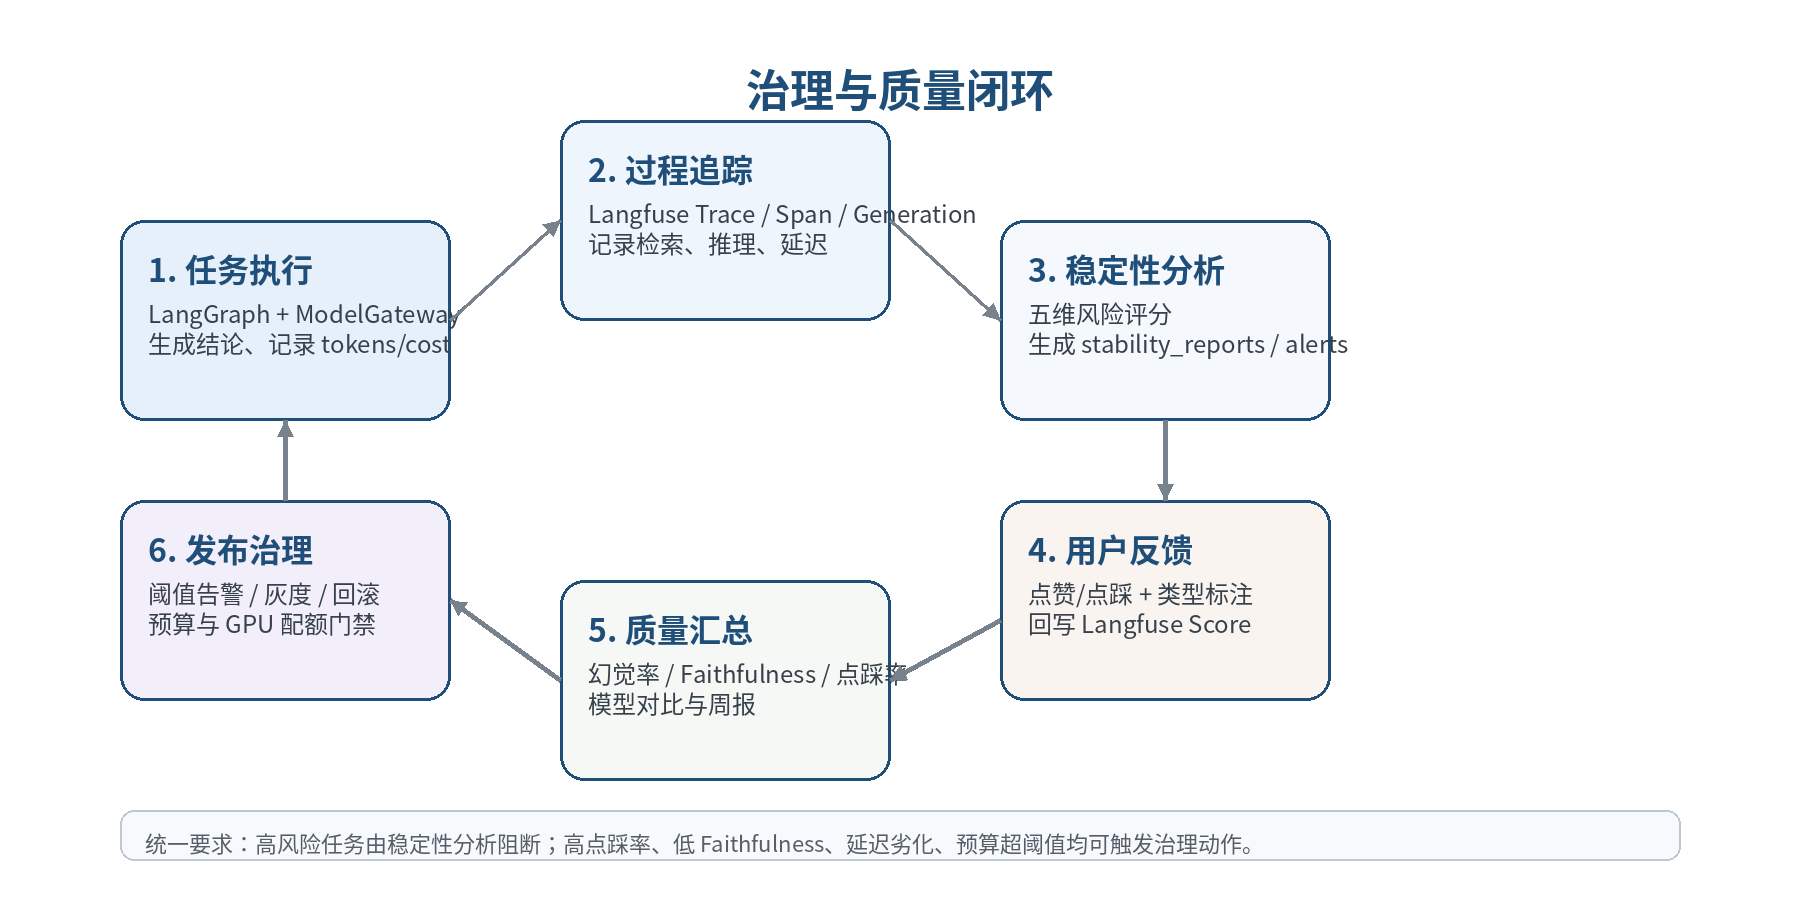 治理与质量闭环
1. 任务执行
LangGraph + ModelGateway
生成结论、记录 tokens/cost
2. 过程追踪
Langfuse Trace / Span / Generation
记录检索、推理、延迟
3. 稳定性分析
五维风险评分
生成 stability_reports / alerts
4. 用户反馈
点赞/点踩 + 类型标注
回写 Langfuse Score
5. 质量汇总
幻觉率 / Faithfulness / 点踩率
模型对比与周报
6. 发布治理
阈值告警 / 灰度 / 回滚
预算与 GPU 配额门禁
统一要求：高风险任务由稳定性分析阻断；高点踩率、低 Faithfulness、延迟劣化、预算超阈值均可触发治理动作。